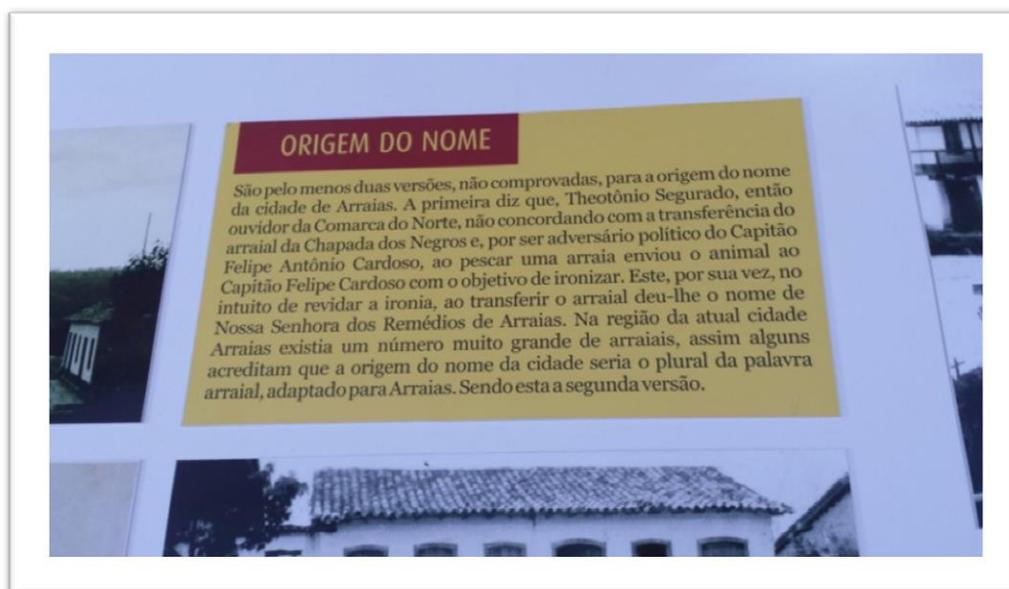 ORIGEM DO NOME
São pelo menos duas versões, não comprovadas, para a origem do nome
da cidade de Arraias. A primeira diz que, Theotônio Segurado, então
ouvidor da Comarca do Norte, não concordando com a transferência do
arraial da Chapada dos Negros e, por ser adversário político do Capitão
Felipe Antônio Cardoso, ao pescar uma arraia enviou o animal ao
Capitão Felipe Cardoso com o objetivo de ironizar. Este, por sua vez, no
intuito de revidar a ironia, ao transferir o arraial deu-lhe o nome de
Nossa Senhora dos Remédios de Arraias. Na região da atual cidade
Arraias existia um número muito grande de arraiais, assim alguns
acreditam que a origem do nome da cidade seria o plural da palavra
arraial, adaptado para Arraias. Sendo esta a segunda versão.